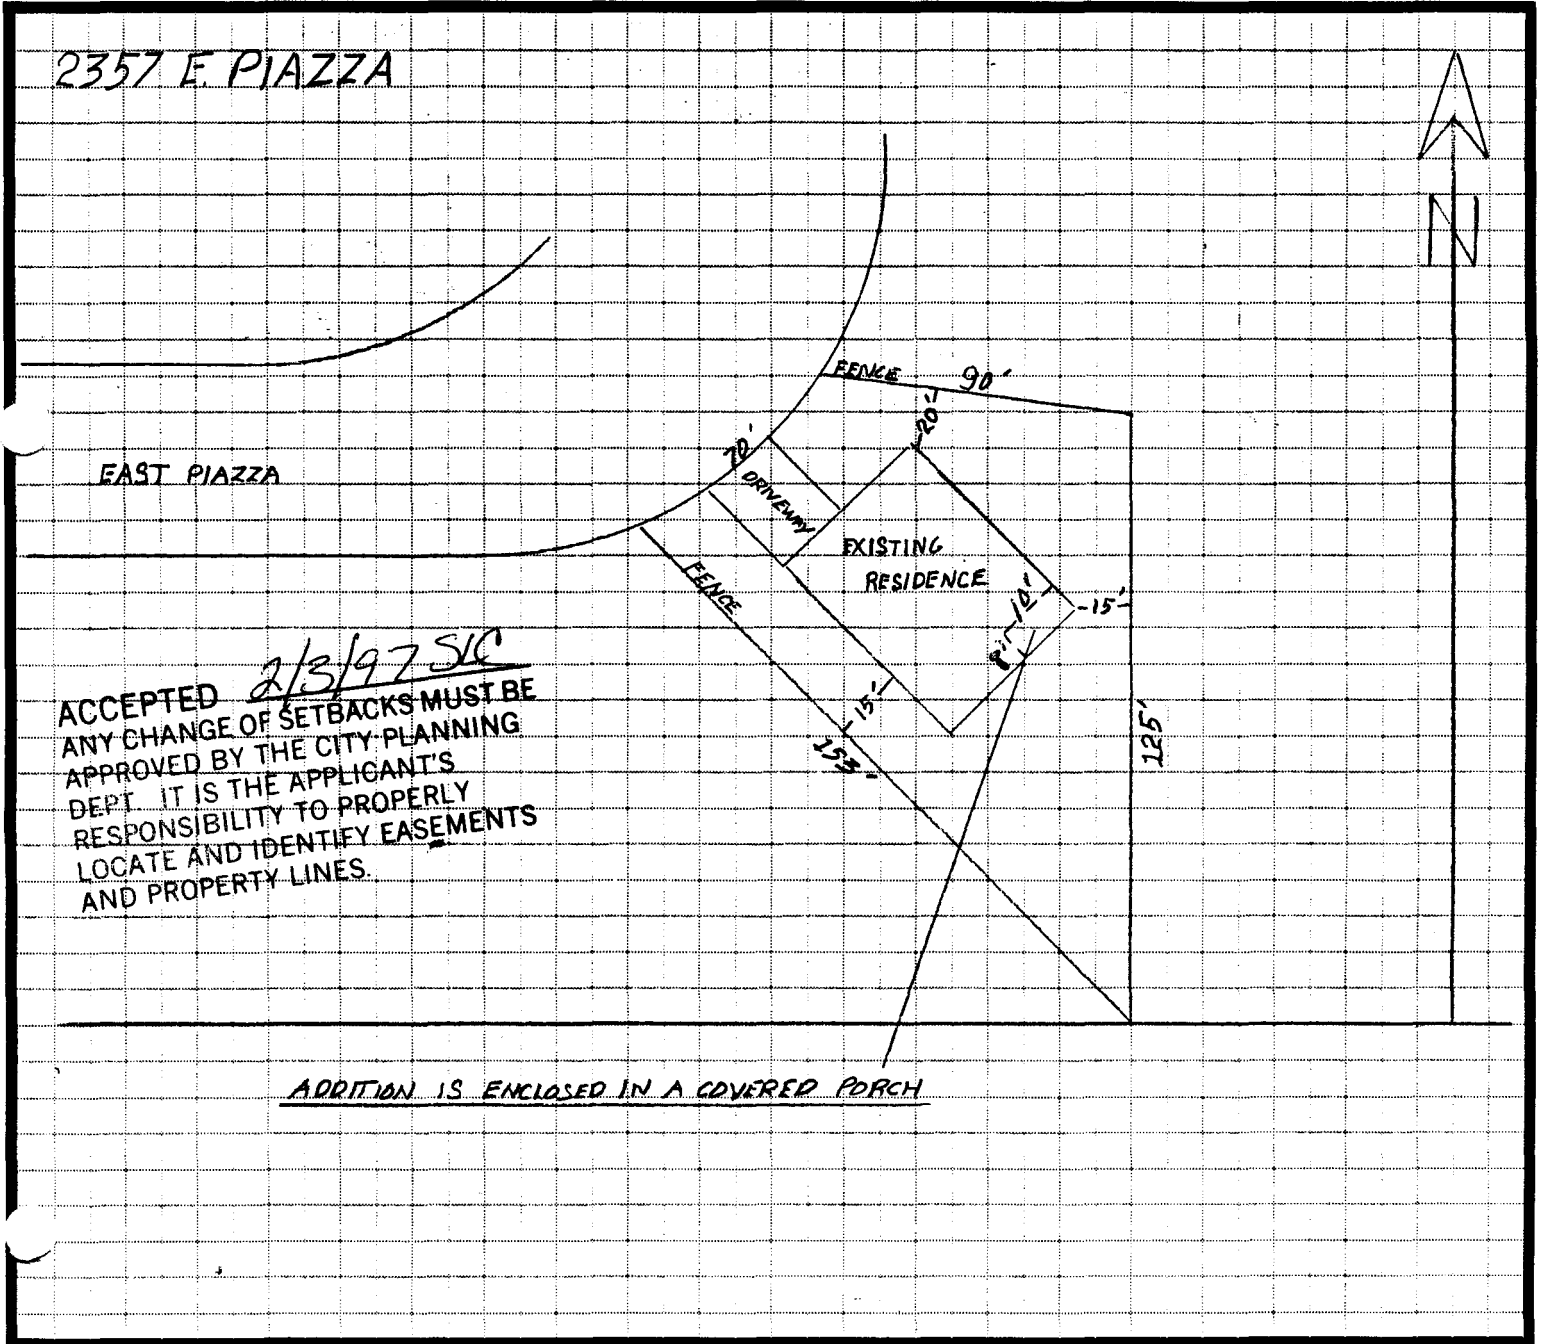 2357 E. PIAZZA
N
FENCE 90'
20'
70'
EAST PIAZZA
DRIVEWAY
EXISTING
RESIDENCE
FENCE
10'
15'
8'
15'
153'
125'
ACCEPTED 2/3/97 SLC
ANY CHANGE OF SETBACKS MUST BE
APPROVED BY THE CITY PLANNING
DEPT. IT IS THE APPLICANT'S
RESPONSIBILITY TO PROPERLY
LOCATE AND IDENTIFY EASEMENTS
AND PROPERTY LINES.
ADDITION IS ENCLOSED IN A COVERED PORCH